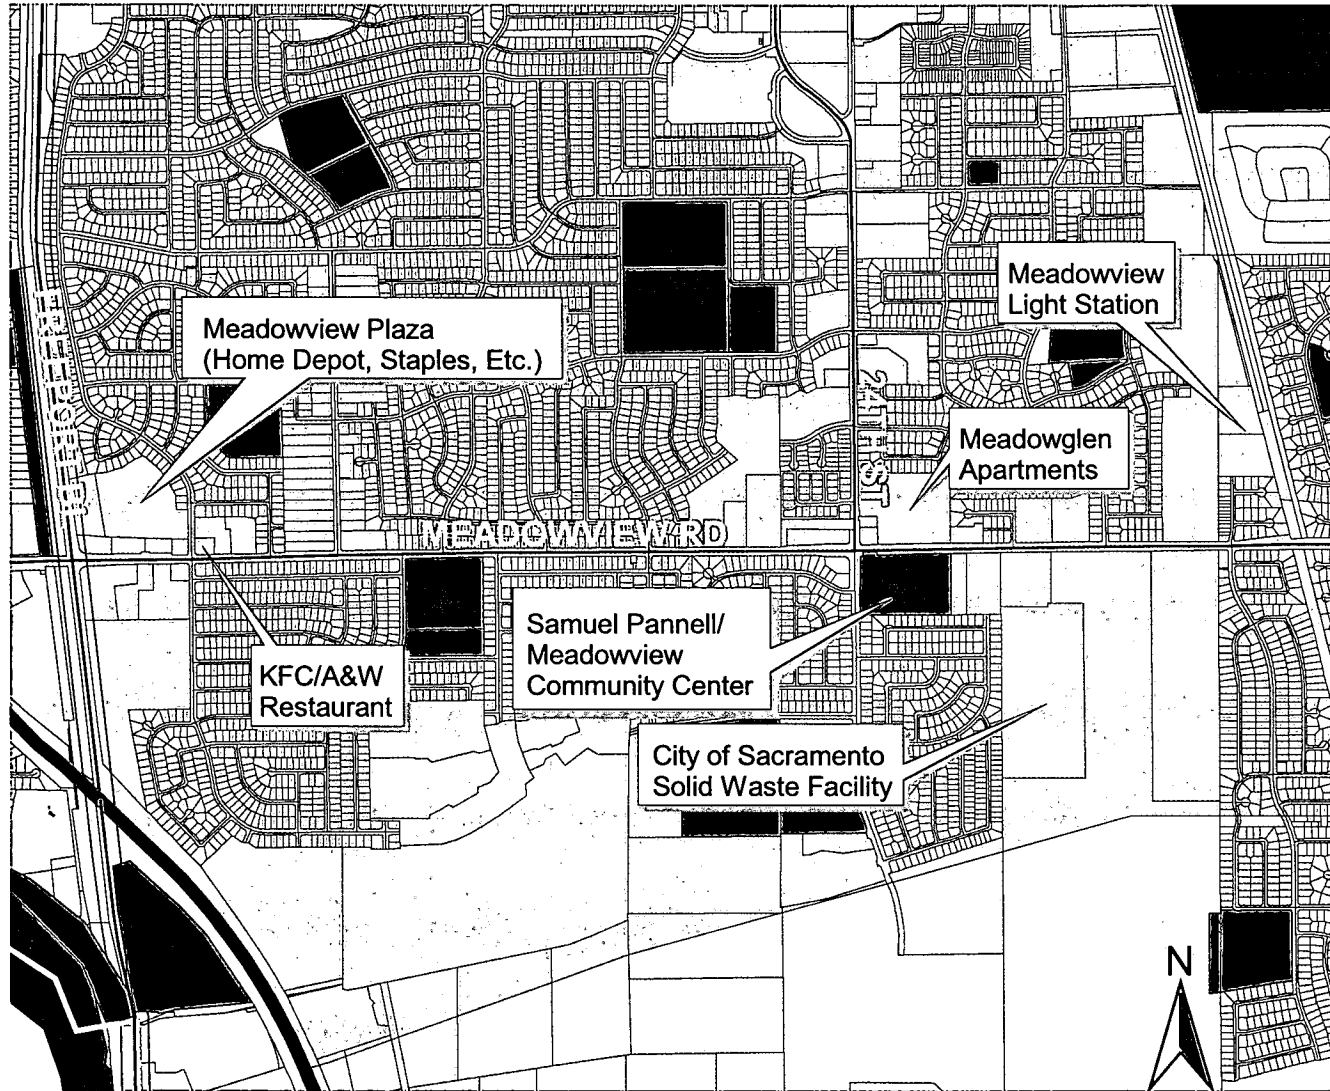 Meadowview
Light Station
Meadowview Plaza
(Home Depot, Staples, Etc.)
FREEPORT BLVD
24TH ST
Meadowglen
Apartments
MEADOWVIEW RD
Samuel Pannell/
Meadowview
Community Center
KFC/A&W
Restaurant
City of Sacramento
Solid Waste Facility
N